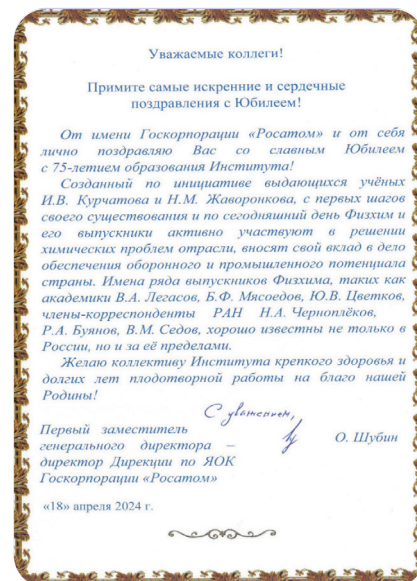 Уважаемые коллеги!
Примите самые искренние и сердечные
поздравления с Юбилеем!
От имени Госкорпорации «Росатом» и от себя
лично поздравляю Вас со славным Юбилеем
с 75-летием образования Института!
Созданный по инициативе выдающихся учёных
И.В. Курчатова и Н.М. Жаворонкова, с первых шагов
своего существования и по сегодняшний день Физхим и
его выпускники активно участвуют в решении
химических проблем отрасли, вносят свой вклад в дело
обеспечения оборонного и промышленного потенциала
страны. Имена ряда выпускников Физхима, таких как
академики В.А. Легасов, Б.Ф. Мясоедов, Ю.В. Цветков,
члены-корреспонденты РАН Н.А. Черноплёков,
Р.А. Буянов, В.М. Седов, хорошо известны не только в
России, но и за её пределами.
Желаю коллективу Института крепкого здоровья и
долгих лет плодотворной работы на благо нашей
Родины!
С уважением,
Первый заместитель
генерального директора –
директор Дирекции по ЯОК
Госкорпорации «Росатом»
О. Шубин
«18» апреля 2024 г.